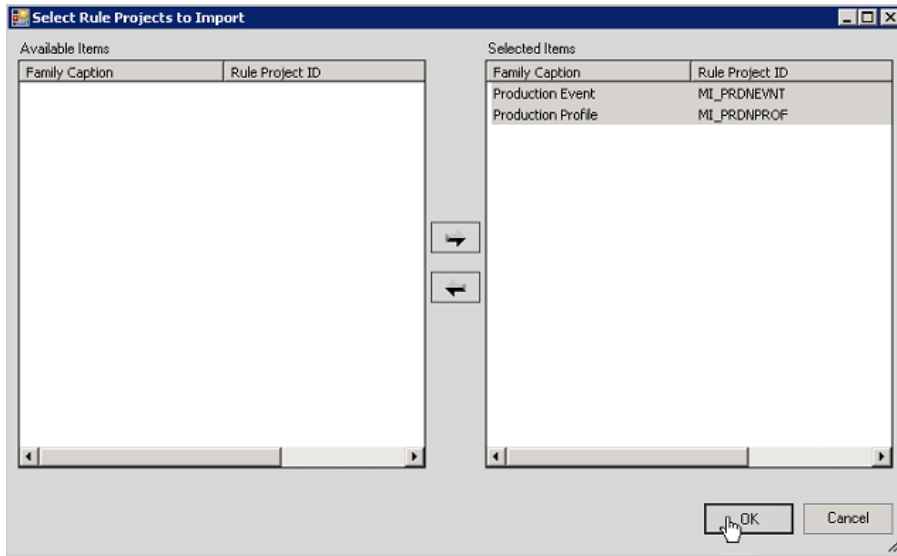 Select Rule Projects to Import
Available Items
Family Caption Rule Project ID
Selected Items
Family Caption Rule Project ID
Production Event MI_PRDNEVNT
Production Profile MI_PRDNPROF
OK Cancel